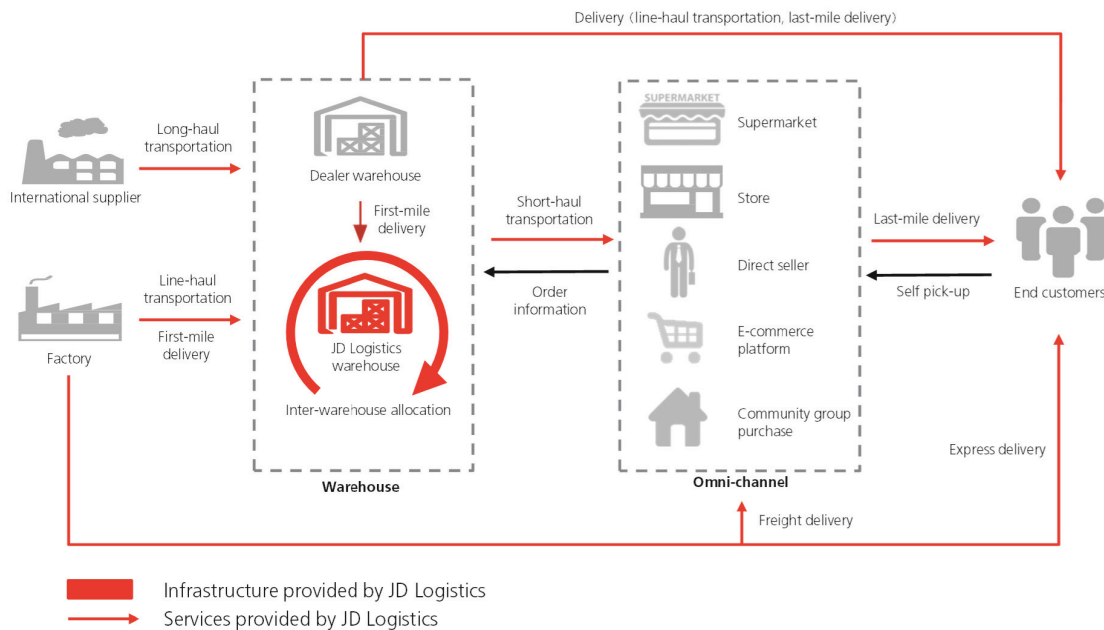 Delivery (line-haul transportation, last-mile delivery)
SUPERMARKET
Supermarket
Long-haul
transportation
International supplier
Dealer warehouse
First-mile
delivery
Short-haul
transportation
Store
Last-mile delivery
Direct seller
Order
information
Self pick-up
End customers
Line-haul
transportation
First-mile
delivery
Factory
JD Logistics
warehouse
Inter-warehouse allocation
E-commerce
platform
Community group
purchase
Express delivery
Warehouse
Omni-channel
Freight delivery
Infrastructure provided by JD Logistics
Services provided by JD Logistics